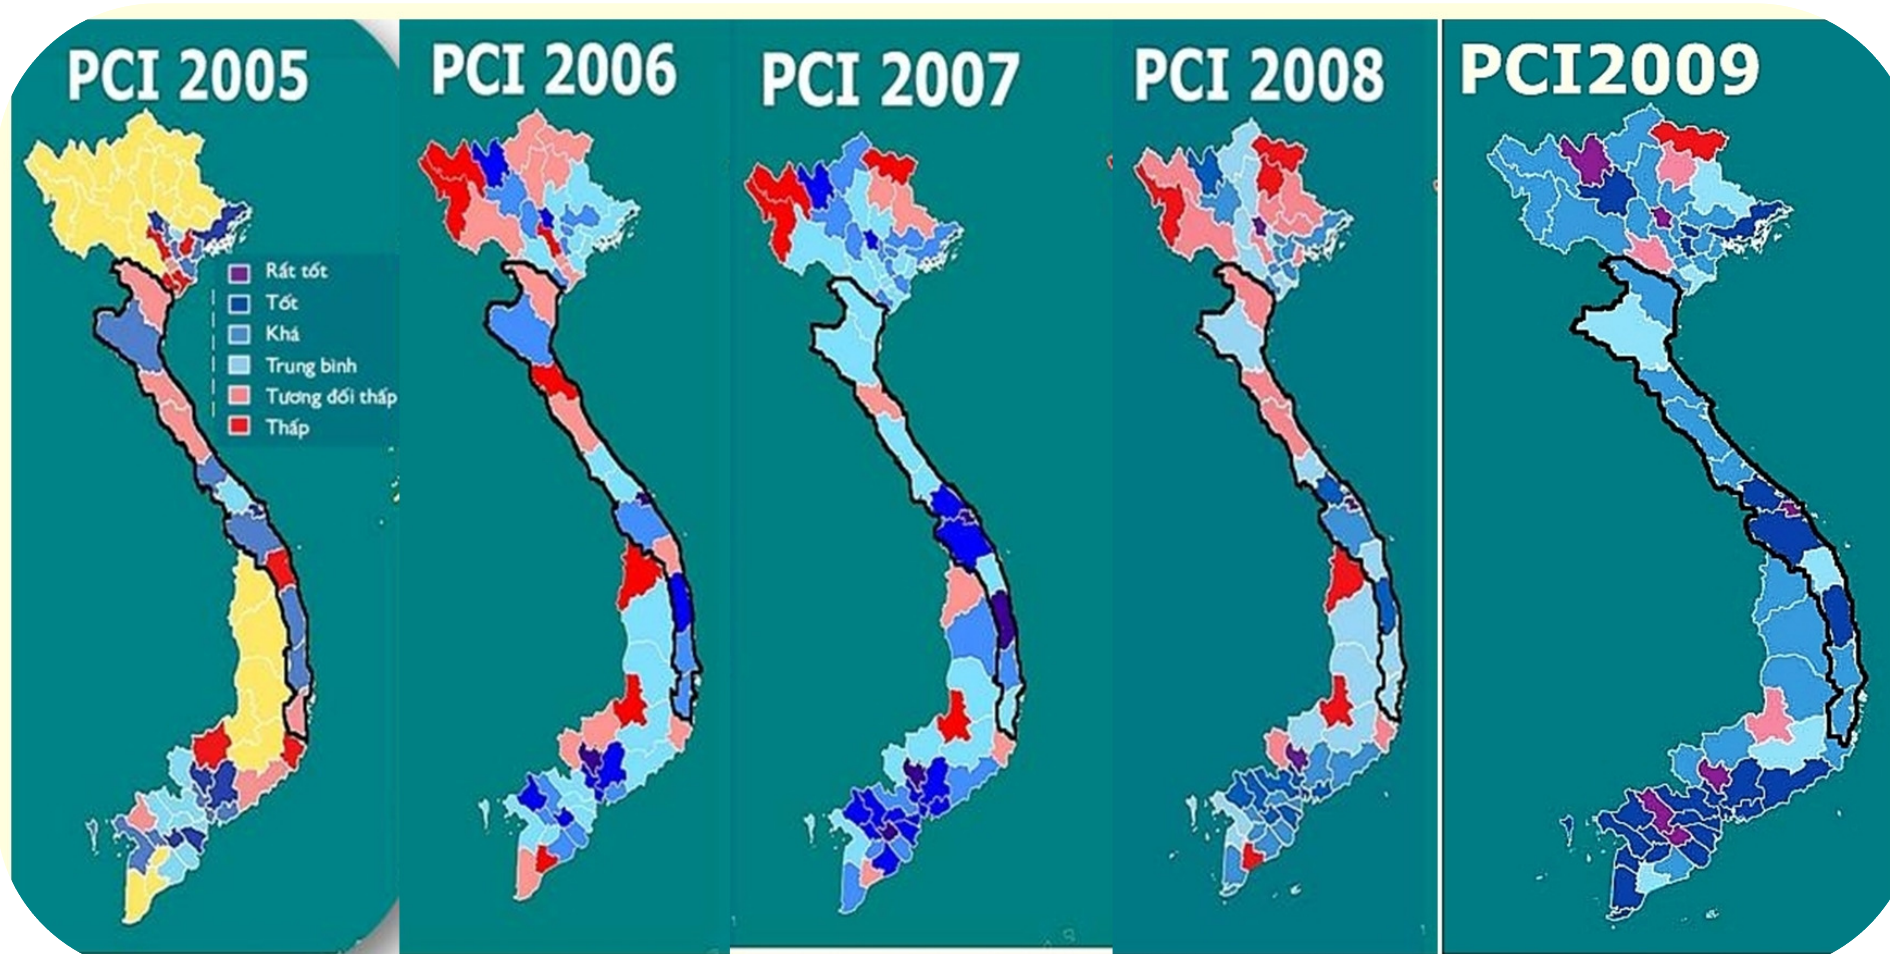 PCI 2005
PCI 2006
PCI 2007
PCI 2008
PCI2009
Rất tốt
Tốt
Khá
Trung bình
Tương đối thấp
Thấp